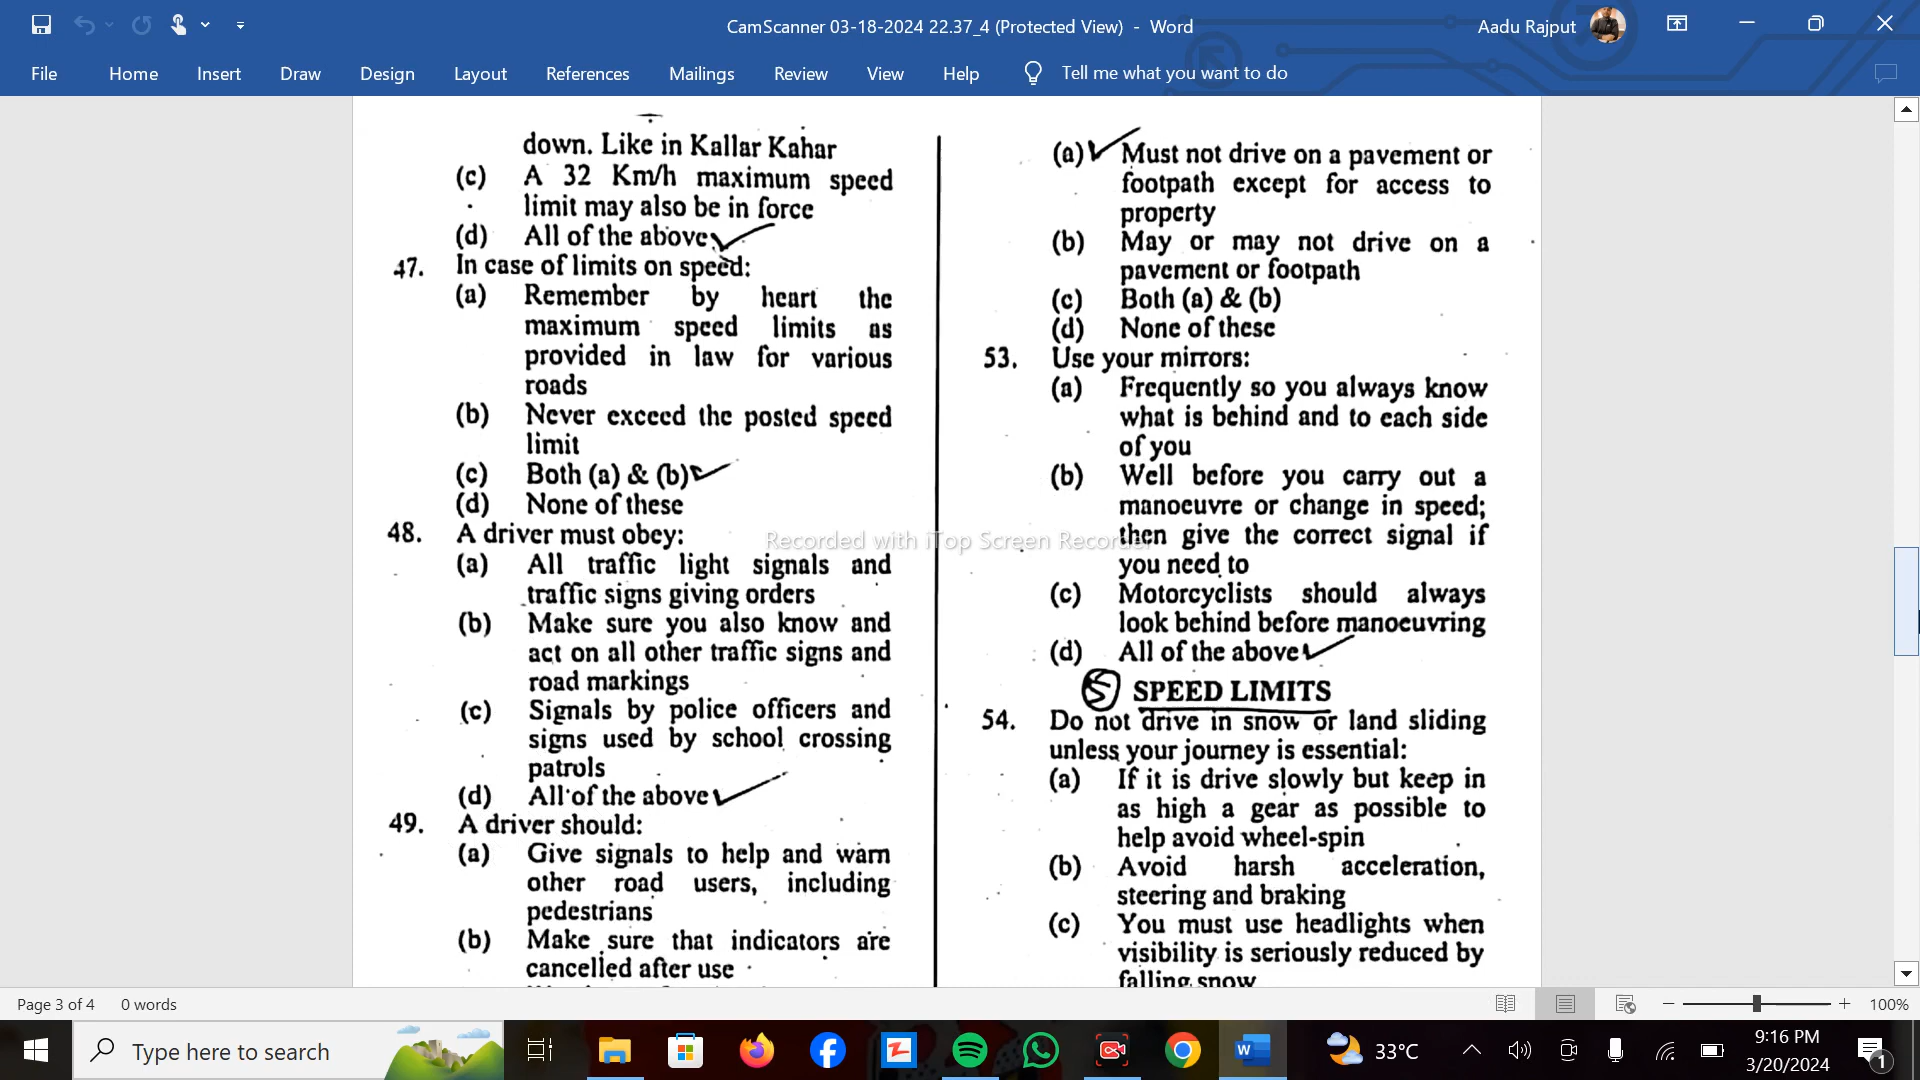 CamScanner 03-18-2024 22.37_4 (Protected View) - Word
Aadu Rajput
File Home Insert Draw Design Layout References Mailings Review View Help Tell me what you want to do
down. Like in Kallar Kahar
(c) A 32 Km/h maximum speed
limit may also be in force
(d) All of the above
47. In case of limits on speed:
(a) Remember by heart the
maximum speed limits as
provided in law for various
roads
(b) Never exceed the posted speed
limit
(c) Both (a) & (b)
(d) None of these
48. A driver must obey:
(a) All traffic light signals and
traffic signs giving orders
(b) Make sure you also know and
act on all other traffic signs and
road markings
(c) Signals by police officers and
signs used by school crossing
patrols
(d) All of the above
49. A driver should:
(a) Give signals to help and warn
other road users, including
pedestrians
(b) Make sure that indicators are
cancelled after use
(a) Must not drive on a pavement or
footpath except for access to
property
(b) May or may not drive on a
pavement or footpath
(c) Both (a) & (b)
(d) None of these
53. Use your mirrors:
(a) Frequently so you always know
what is behind and to each side
of you
(b) Well before you carry out a
manoeuvre or change in speed;
then give the correct signal if
you need to
(c) Motorcyclists should always
look behind before manoeuvring
(d) All of the above
5 SPEED LIMITS
54. Do not drive in snow or land sliding
unless your journey is essential:
(a) If it is drive slowly but keep in
as high a gear as possible to
help avoid wheel-spin
(b) Avoid harsh acceleration,
steering and braking
(c) You must use headlights when
visibility is seriously reduced by
falling snow
Recorded with iTop Screen Recorder
Page 3 of 4 0 words
100%
Type here to search
33°C
9:16 PM
3/20/2024
1